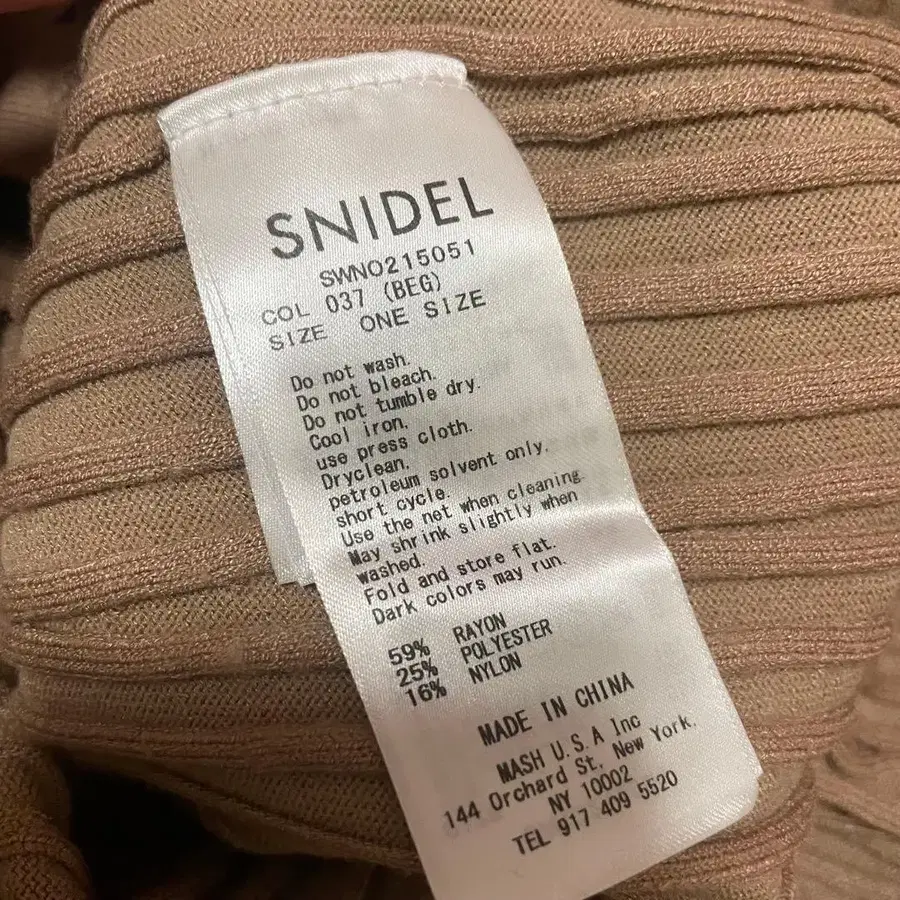 SNIDEL
SWNO215051
COL 037 (BEG)
SIZE ONE SIZE
Do not wash.
Do not bleach.
Do not tumble dry.
Cool iron.
use press cloth.
Dryclean.
petroleum solvent only.
short cycle.
Use the net when cleaning.
May shrink slightly when
washed.
Fold and store flat.
Dark colors may run.
59% RAYON
25% POLYESTER
16% NYLON
MADE IN CHINA
MASH U.S.A Inc
144 Orchard St, New York,
NY 10002
TEL 917 409 5520